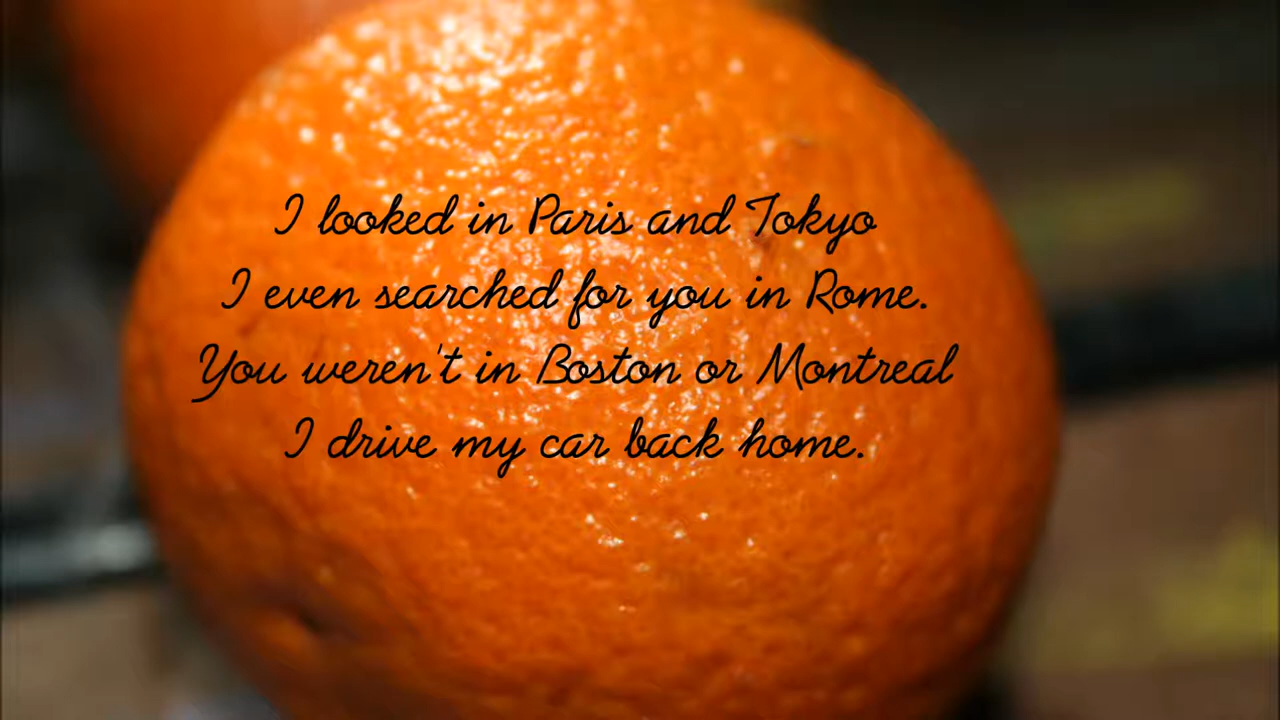 I looked in Paris and Tokyo
I even searched for you in Rome.
You weren't in Boston or Montreal
I drive my car back home.